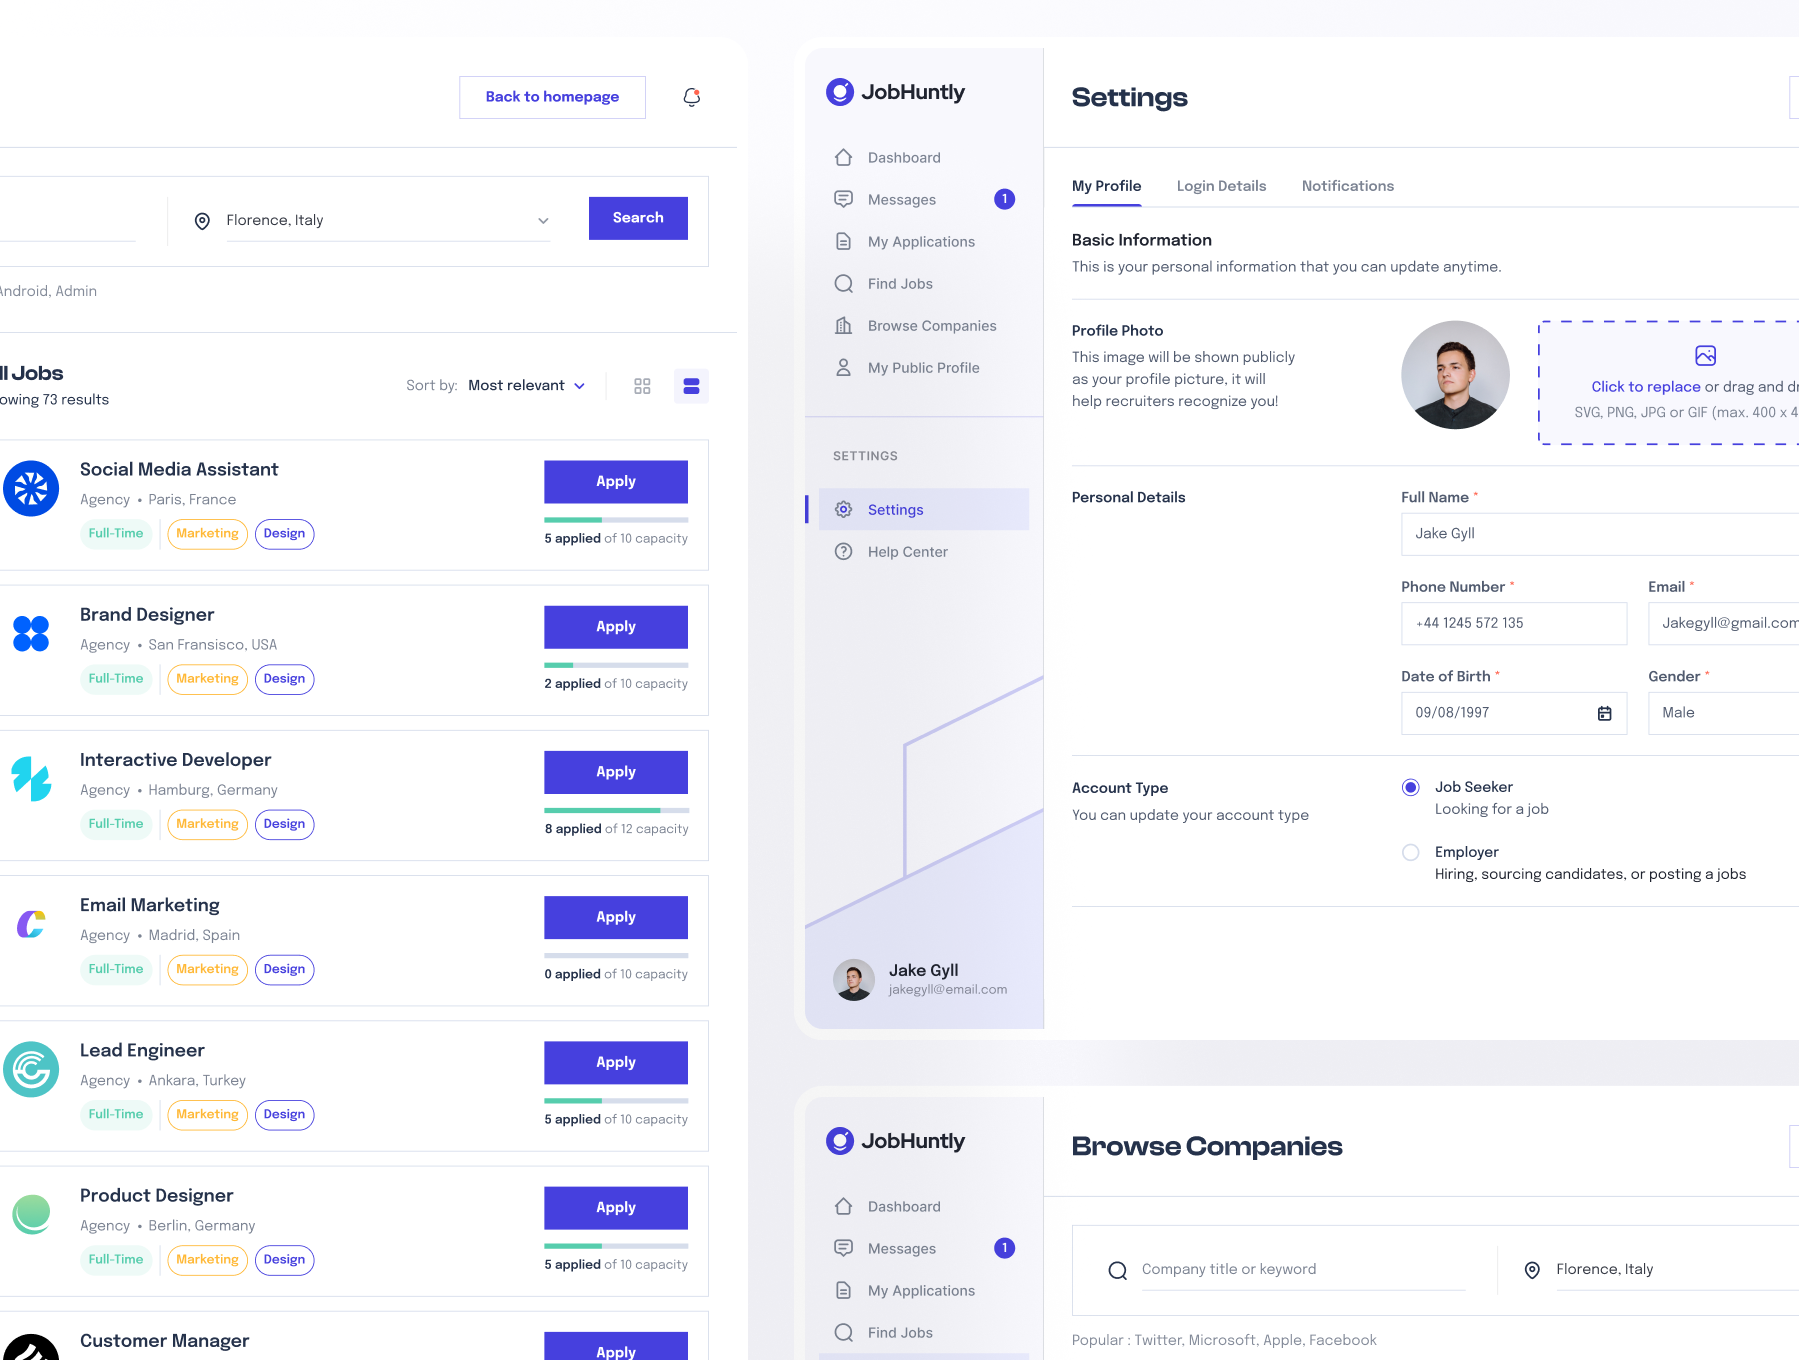 Back to homepage
Florence, Italy
Search
Android, Admin
ll Jobs
owing 73 results
Sort by: Most relevant
Social Media Assistant
Agency • Paris, France
Full-Time Marketing Design
Apply
5 applied of 10 capacity
Brand Designer
Agency • San Fransisco, USA
Full-Time Marketing Design
Apply
2 applied of 10 capacity
Interactive Developer
Agency • Hamburg, Germany
Full-Time Marketing Design
Apply
8 applied of 12 capacity
Email Marketing
Agency • Madrid, Spain
Full-Time Marketing Design
Apply
0 applied of 10 capacity
Lead Engineer
Agency • Ankara, Turkey
Full-Time Marketing Design
Apply
5 applied of 10 capacity
Product Designer
Agency • Berlin, Germany
Full-Time Marketing Design
Apply
5 applied of 10 capacity
Customer Manager
Apply
JobHuntly
Dashboard
Messages 1
My Applications
Find Jobs
Browse Companies
My Public Profile
SETTINGS
Settings
Help Center
Jake Gyll
jakegyll@email.com
Settings
My Profile Login Details Notifications
Basic Information
This is your personal information that you can update anytime.
Profile Photo
This image will be shown publicly
as your profile picture, it will
help recruiters recognize you!
Click to replace or drag and dr
SVG, PNG, JPG or GIF (max. 400 x 4
Personal Details
Full Name *
Jake Gyll
Phone Number * Email *
+44 1245 572 135 Jakegyll@gmail.com
Date of Birth * Gender *
09/08/1997 Male
Account Type
You can update your account type
Job Seeker
Looking for a job
Employer
Hiring, sourcing candidates, or posting a jobs
JobHuntly
Dashboard
Messages 1
My Applications
Find Jobs
Browse Companies
Company title or keyword
Florence, Italy
Popular : Twitter, Microsoft, Apple, Facebook